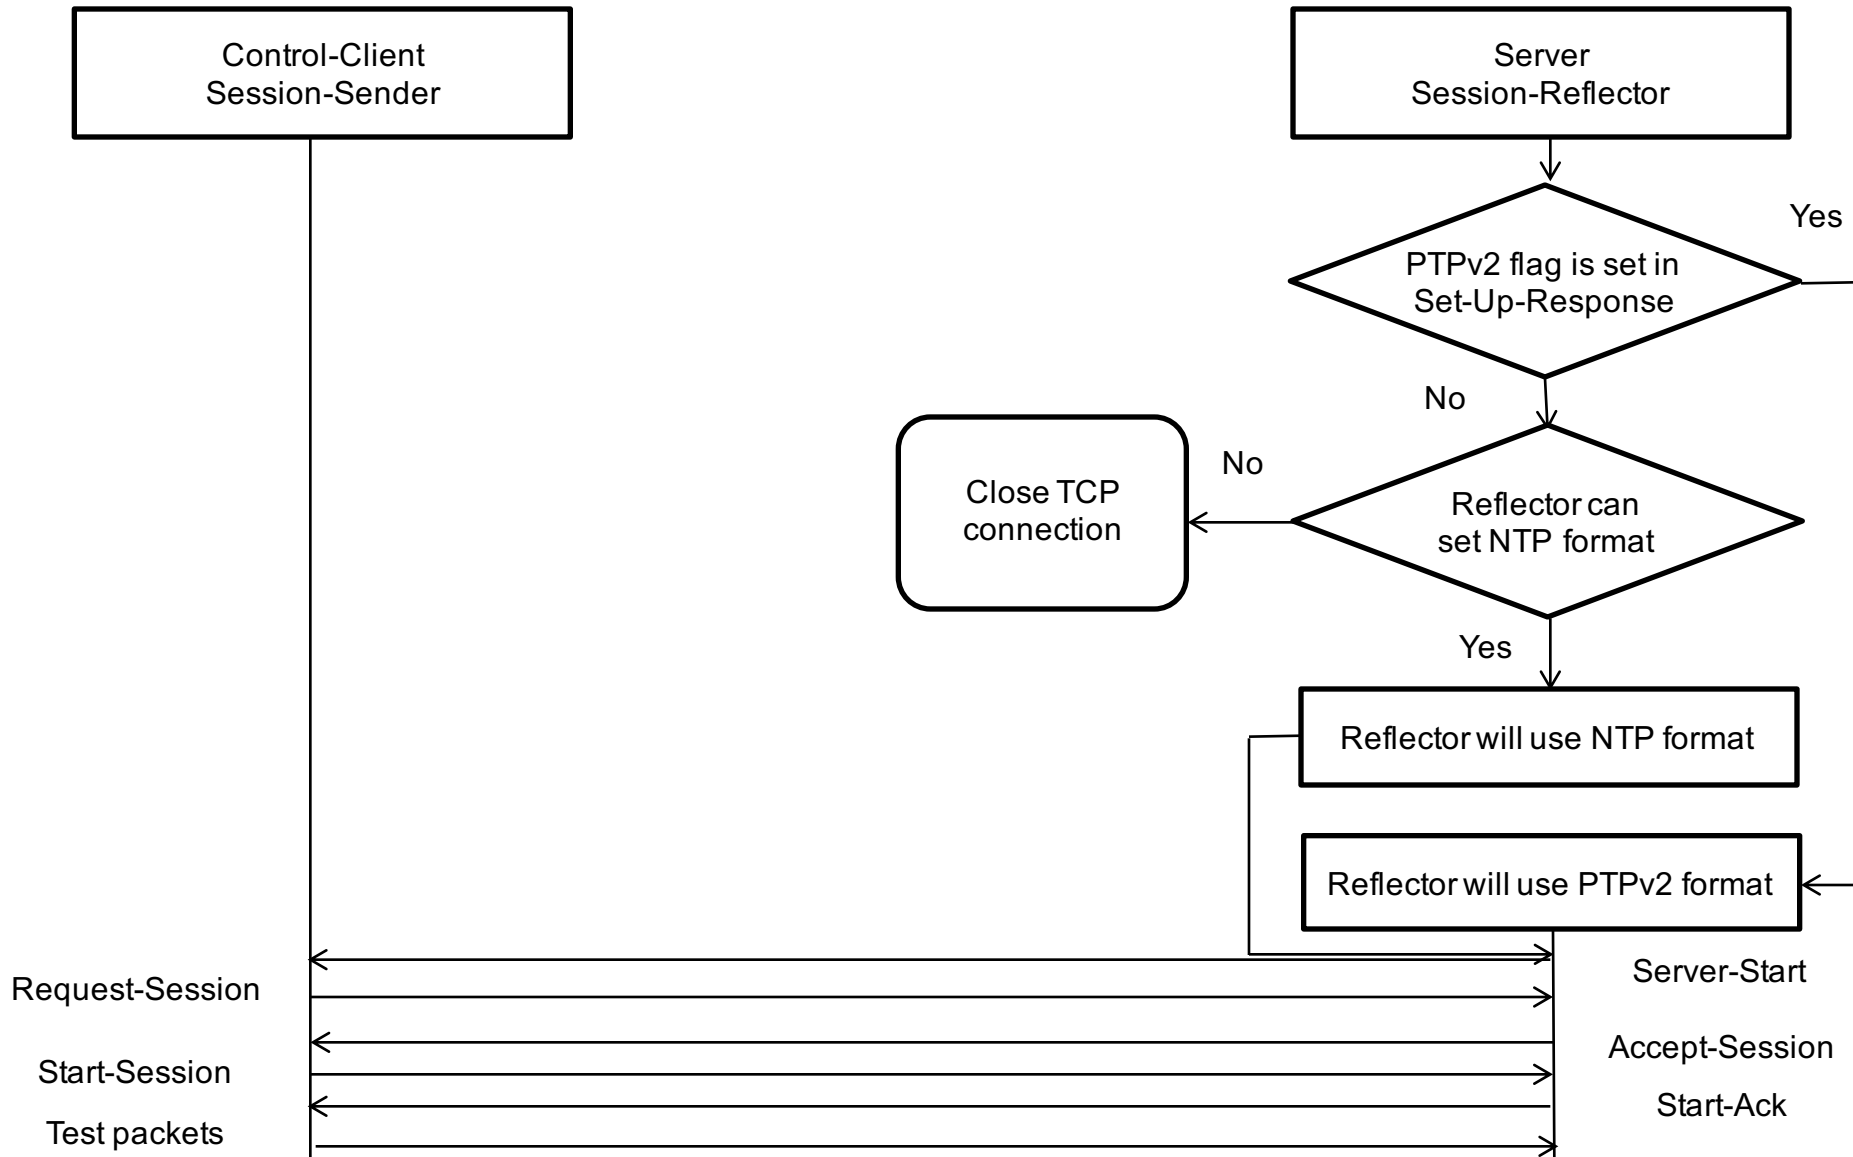 Control-Client
Session-Sender
Server
Session-Reflector
Yes
PTPv2 flag is set in
Set-Up-Response
No
No
Close TCP
connection
Reflector can
set NTP format
Yes
Reflector will use NTP format
Reflector will use PTPv2 format
Server-Start
Request-Session
Accept-Session
Start-Session
Start-Ack
Test packets